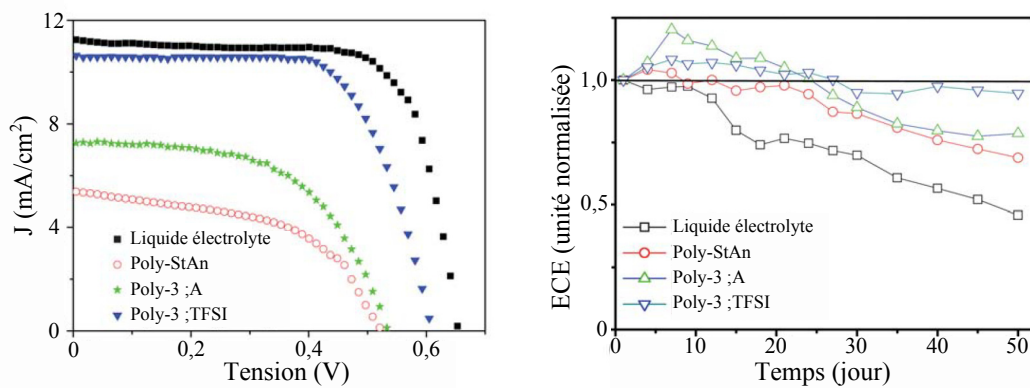 12
8
4
0
J (mA/cm²)
Liquide électrolyte
Poly-StAn
Poly-3 ;A
Poly-3 ;TFSI
0
0,2
0,4
0,6
Tension (V)
1,0
0,5
0
ECE (unité normalisée)
Liquide électrolyte
Poly-StAn
Poly-3 ;A
Poly-3 ;TFSI
0
10
20
30
40
50
Temps (jour)